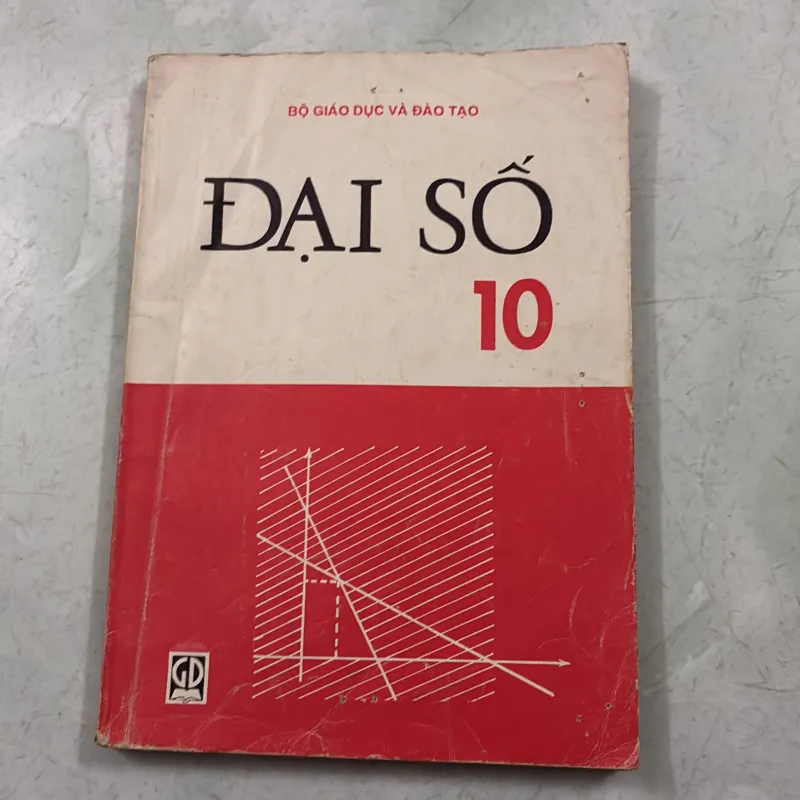 BỘ GIÁO DỤC VÀ ĐÀO TẠO
ĐẠI SỐ
10
GD